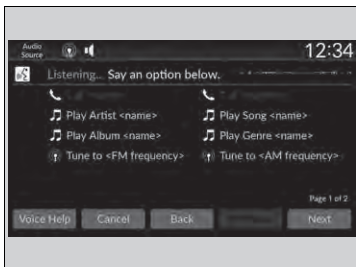 Audio
Source
12:34
Listening... Say an option below.
Play Artist <name>
Play Song <name>
Play Album <name>
Play Genre <name>
Tune to <FM frequency>
Tune to <AM frequency>
Page 1 of 2
Voice Help
Cancel
Back
Next